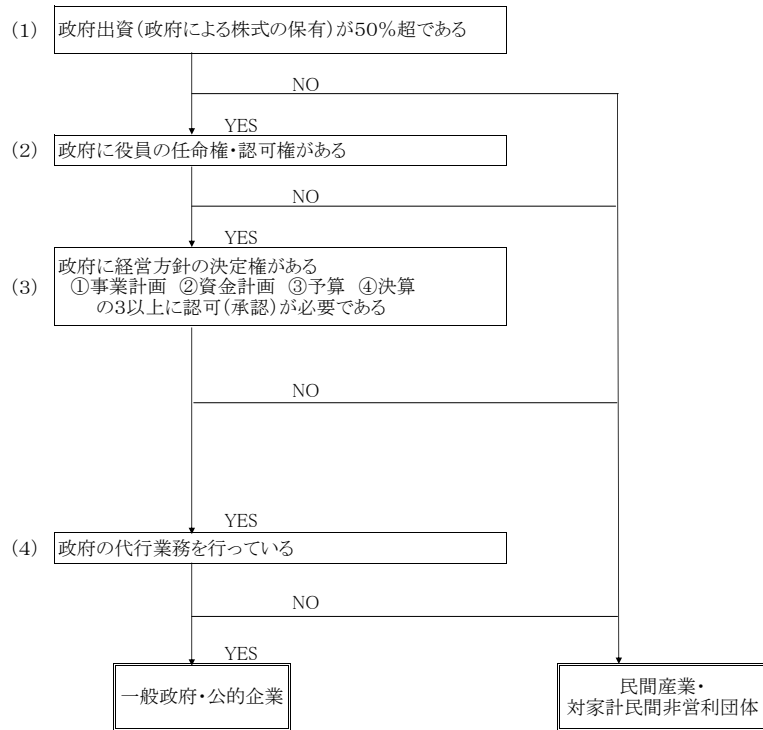 (1) 政府出資(政府による株式の保有)が50%超である
NO
YES
(2) 政府に役員の任命権・認可権がある
NO
YES
(3) 政府に経営方針の決定権がある
①事業計画 ②資金計画 ③予算 ④決算
の3以上に認可(承認)が必要である
NO
YES
(4) 政府の代行業務を行っている
NO
YES
一般政府・公的企業
民間産業・
対家計民間非営利団体